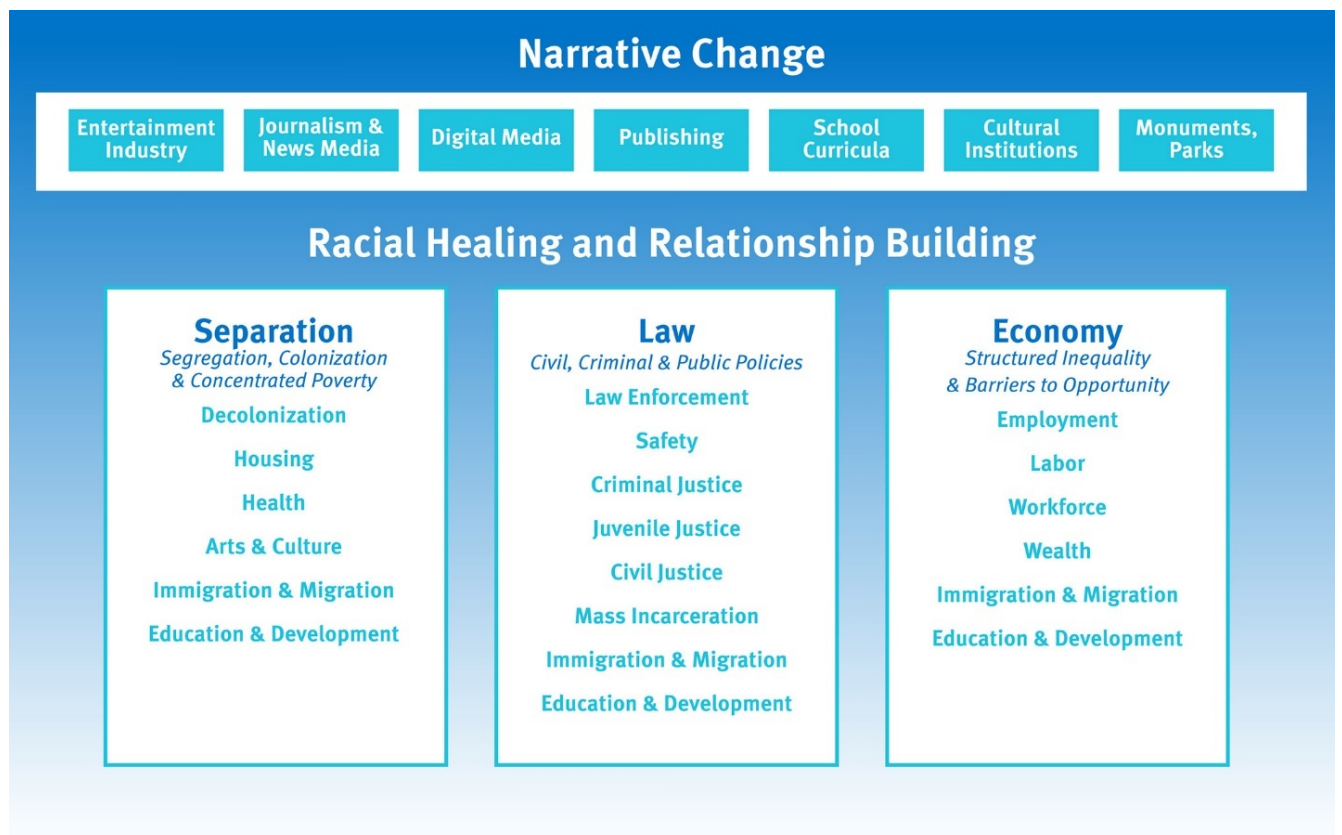 Narrative Change
Entertainment
Industry
Journalism &
News Media
Digital Media
Publishing
School
Curricula
Cultural
Institutions
Monuments,
Parks
Racial Healing and Relationship Building
Separation
Segregation, Colonization
& Concentrated Poverty
Decolonization
Housing
Health
Arts & Culture
Immigration & Migration
Education & Development
Law
Civil, Criminal & Public Policies
Law Enforcement
Safety
Criminal Justice
Juvenile Justice
Civil Justice
Mass Incarceration
Immigration & Migration
Education & Development
Economy
Structured Inequality
& Barriers to Opportunity
Employment
Labor
Workforce
Wealth
Immigration & Migration
Education & Development